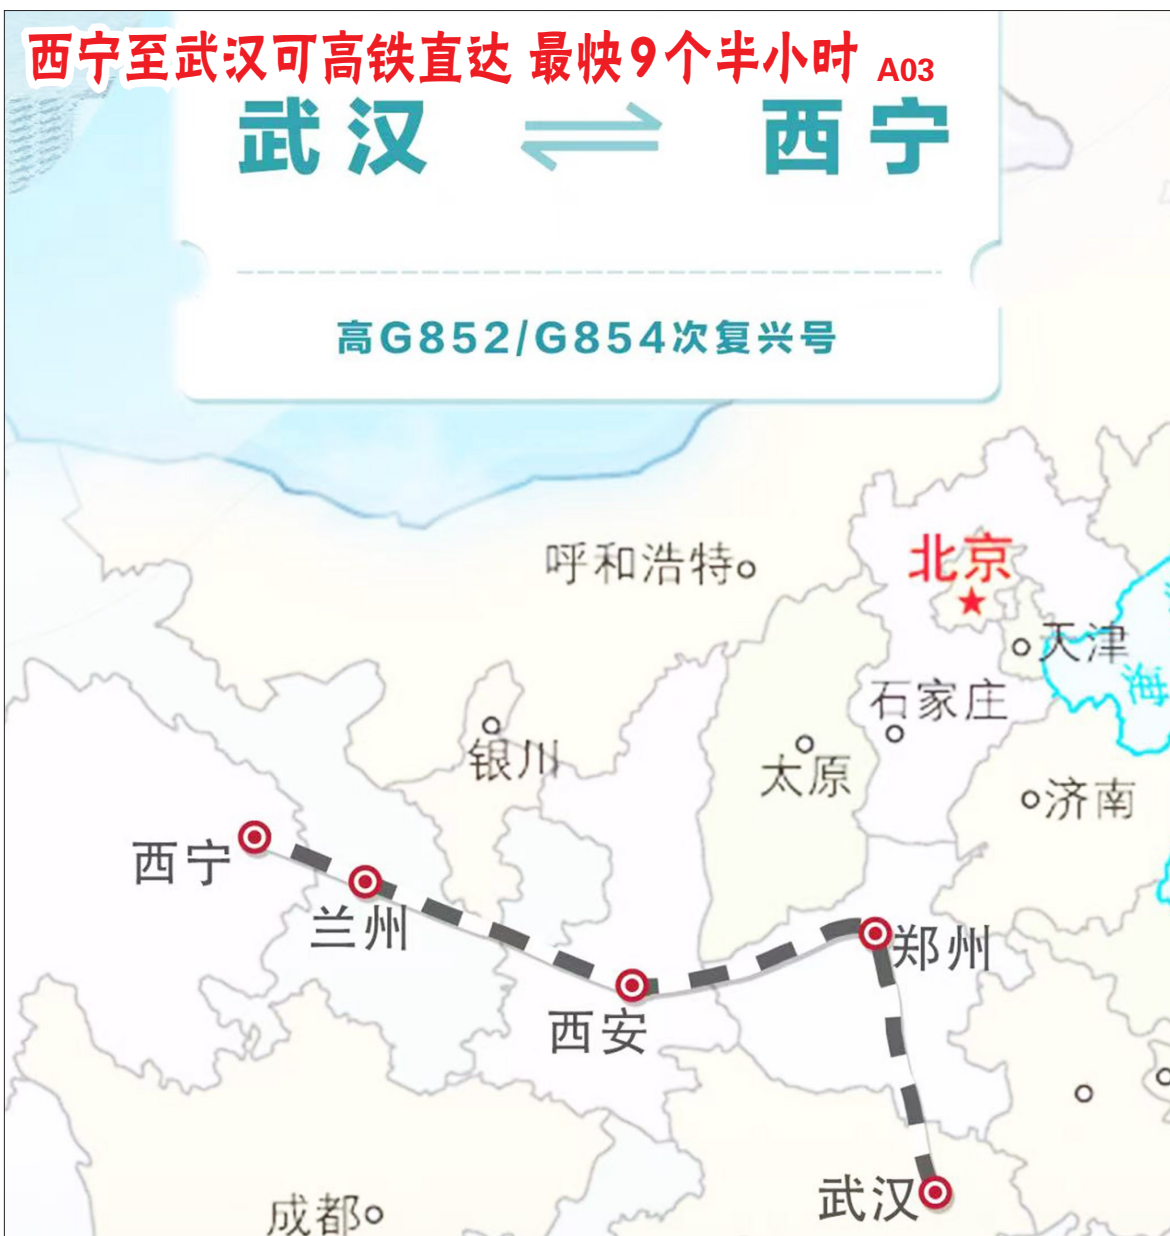 西宁至武汉可高铁直达 最快9个半小时 A03
武汉 西宁
高G852/G854次复兴号
呼和浩特
北京
天津
海
石家庄
银川
太原
济南
西宁
兰州
郑州
西安
武汉
成都